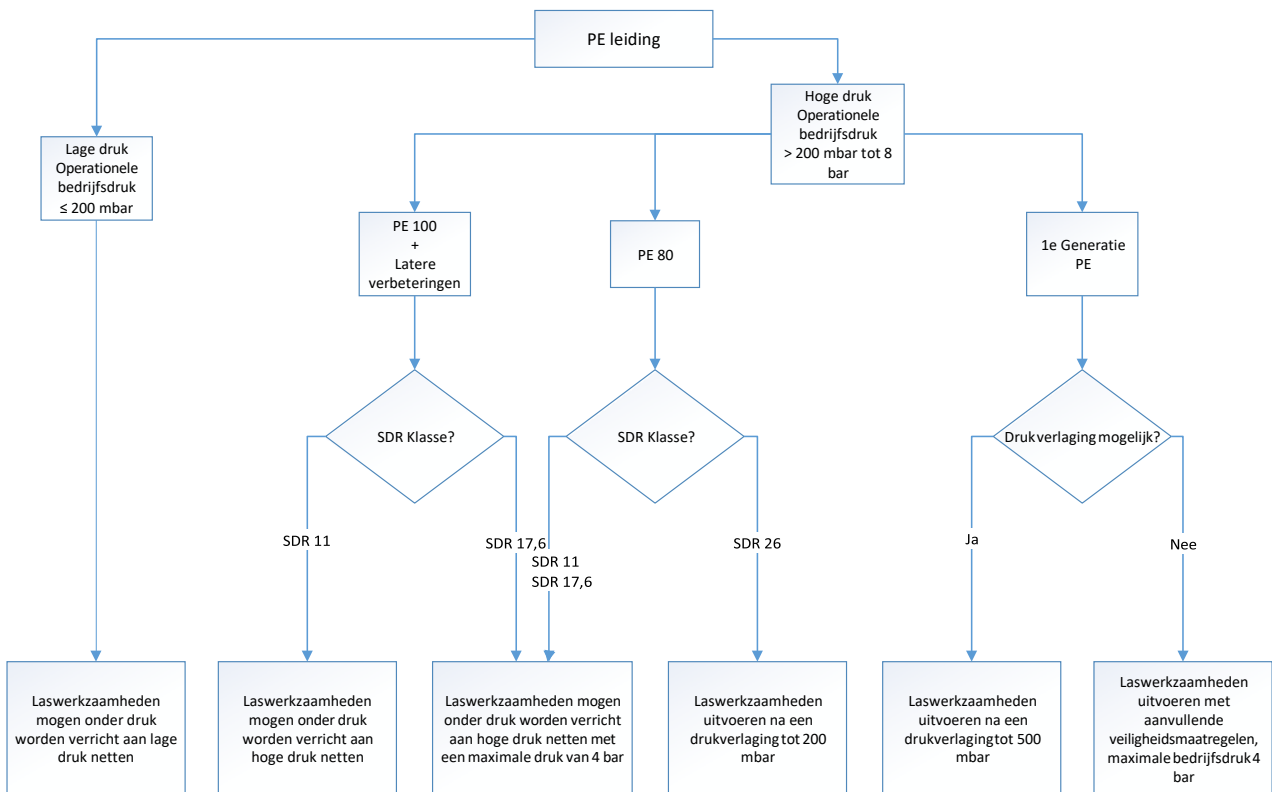 PE leiding
Hoge druk
Operationele
bedrijfsdruk
> 200 mbar tot 8
bar
Lage druk
Operationele
bedrijfsdruk
≤ 200 mbar
PE 100
+
Latere
verbeteringen
PE 80
1e Generatie
PE
SDR Klasse?
SDR Klasse?
Drukverlaging mogelijk?
SDR 11
SDR 17,6
SDR 11
SDR 17,6
SDR 26
Ja
Nee
Laswerkzaamheden
mogen onder druk
worden verricht aan lage
druk netten
Laswerkzaamheden
mogen onder druk
worden verricht aan
hoge druk netten
Laswerkzaamheden mogen
onder druk worden verricht
aan hoge druk netten met
een maximale druk van 4 bar
Laswerkzaamheden
uitvoeren na een
drukverlaging tot 200
mbar
Laswerkzaamheden
uitvoeren na een
drukverlaging tot 500
mbar
Laswerkzaamheden
uitvoeren met
aanvullende
veiligheidsmaatregelen,
maximale bedrijfsdruk 4
bar